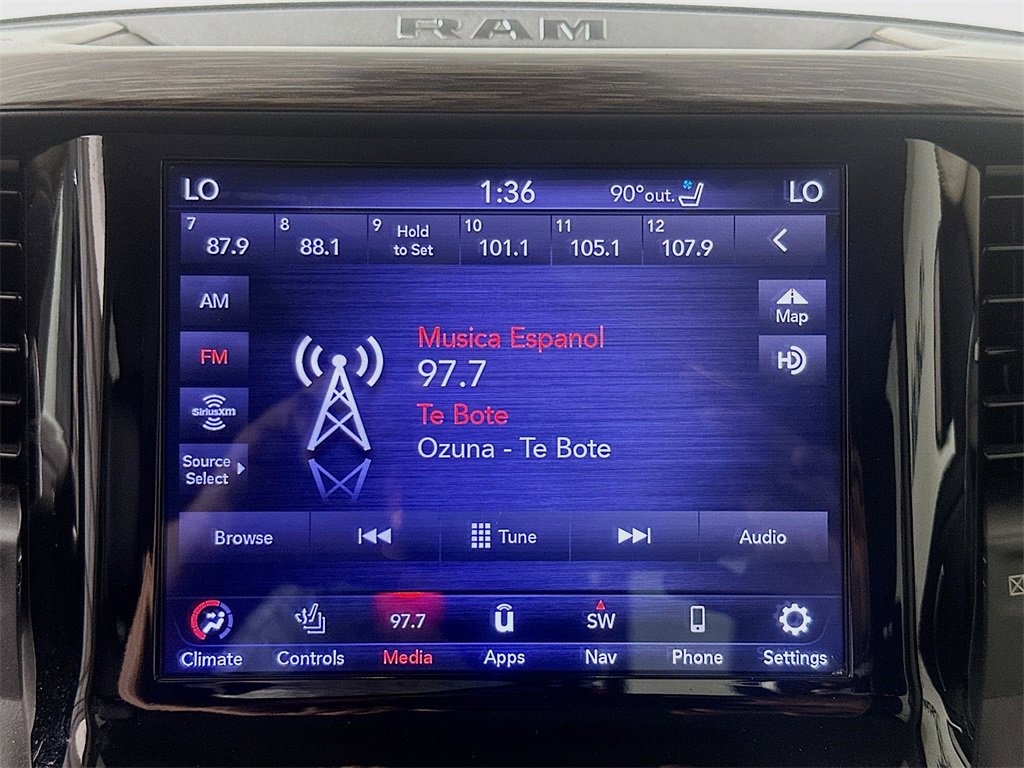 RAM
LO 1:36 90°out. LO
7 87.9 8 88.1 9 Hold to Set 10 101.1 11 105.1 12 107.9
AM
Map
Musica Espanol
FM
HD
97.7
SiriusXM
Te Bote
Ozuna - Te Bote
Source
Select
Browse Tune Audio
97.7 u SW
Climate Controls Media Apps Nav Phone Settings